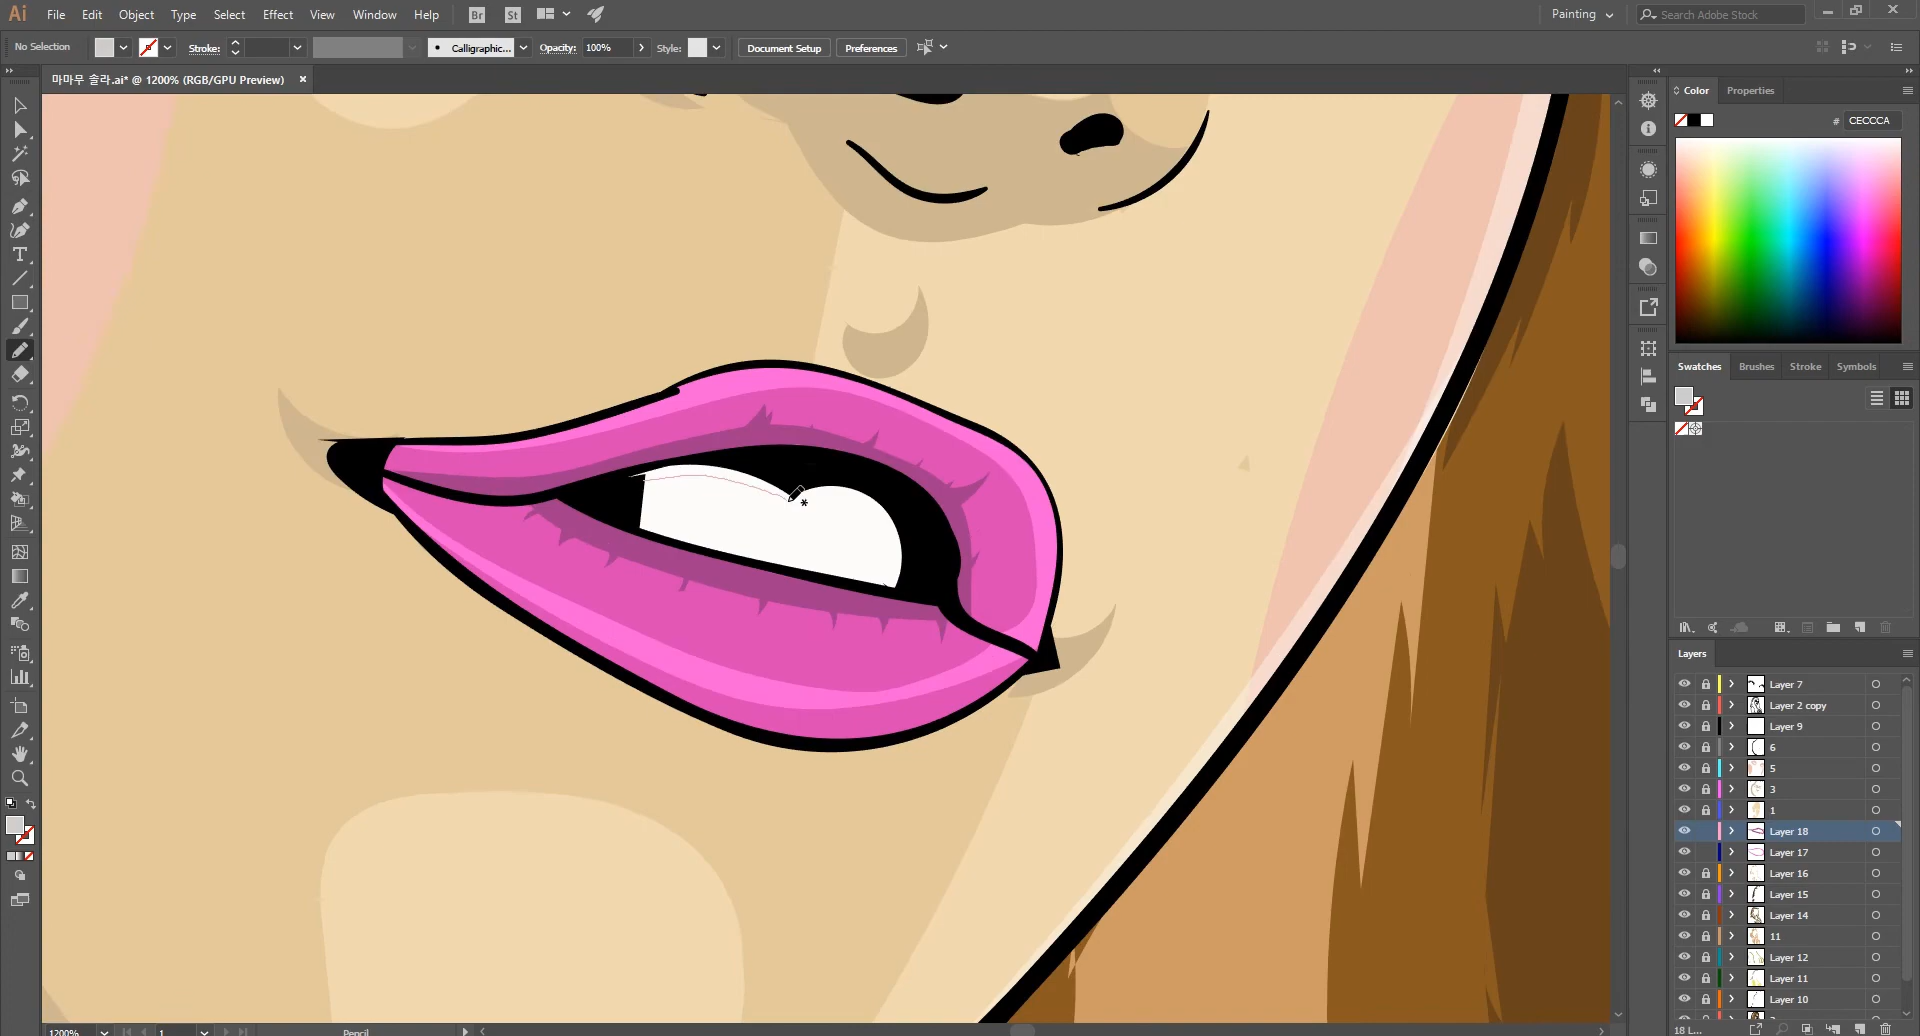 Ai File Edit Object Type Select Effect View Window Help Br St Painting Search Adobe Stock
No Selection Stroke: Calligraphic... Opacity: 100% Style: Document Setup Preferences
마마무 솔라.ai* @ 1200% (RGB/GPU Preview)
Color Properties
# CECCCA
Swatches Brushes Stroke Symbols
Layers
Layer 7
Layer 2 copy
Layer 9
6
5
3
1
Layer 18
Layer 17
Layer 16
Layer 15
Layer 14
11
Layer 12
Layer 11
Layer 10
1200% 1 Pencil 18 L...